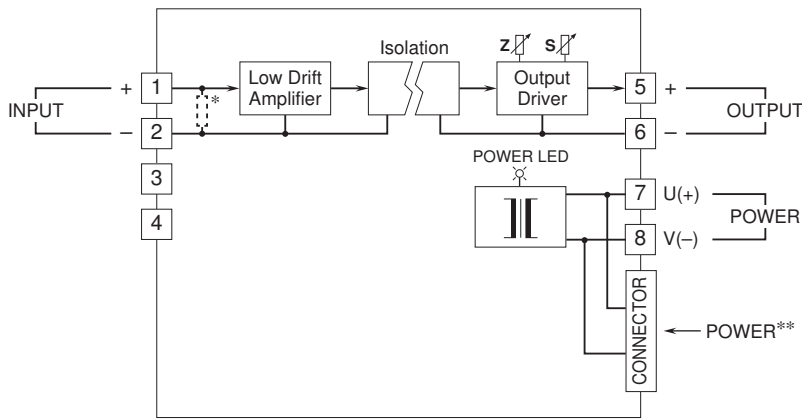 Isolation
Z S
Low Drift
Amplifier
Output
Driver
INPUT
+ 1
*
5 +
OUTPUT
− 2
6 −
3
4
POWER LED
7 U(+)
POWER
8 V(−)
CONNECTOR
POWER**